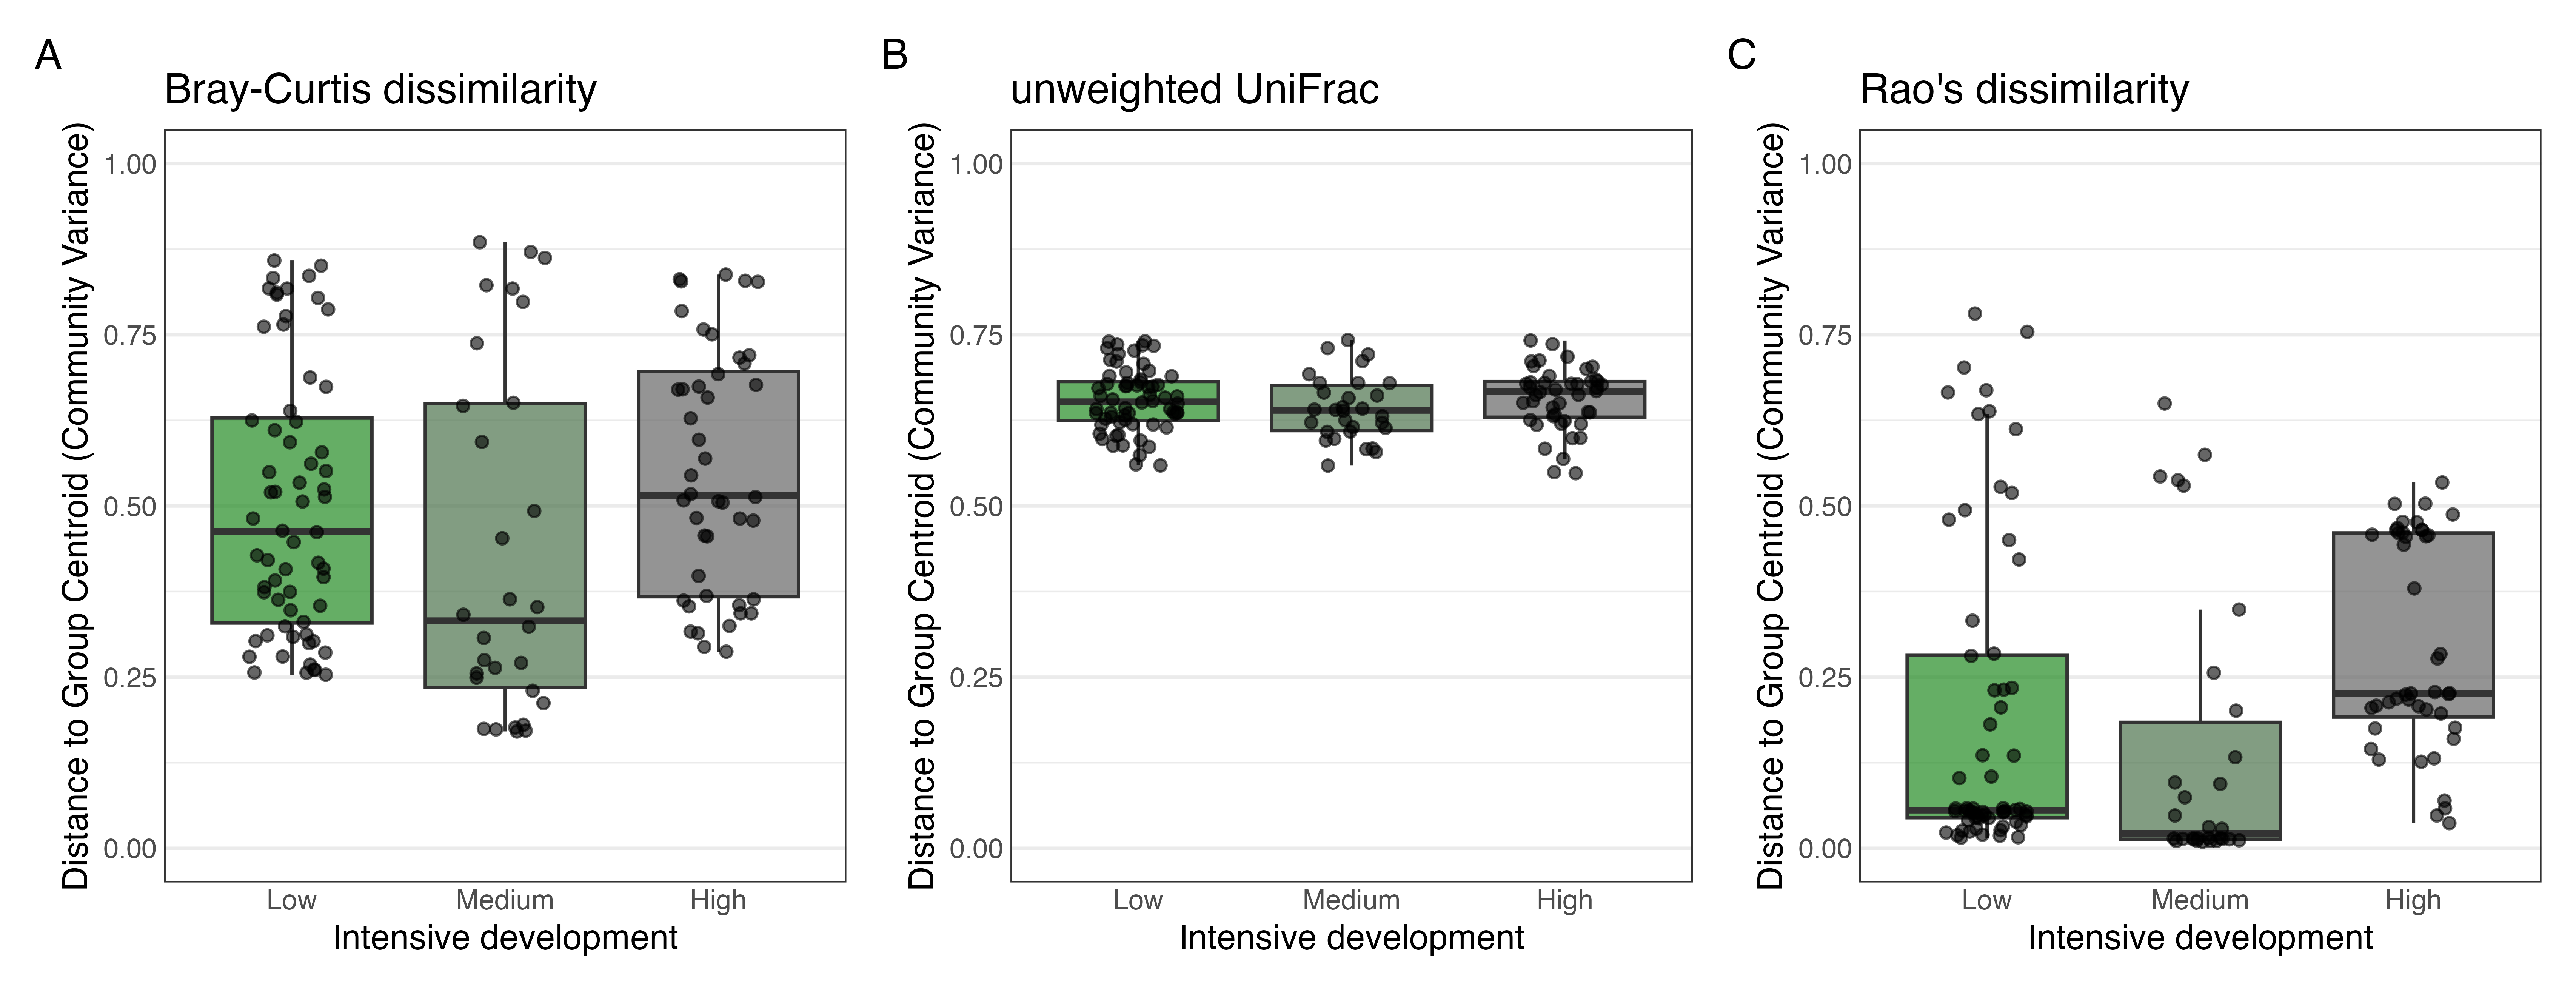 A
Bray-Curtis dissimilarity
Distance to Group Centroid (Community Variance)
1.00
0.75
0.50
0.25
0.00
Low Medium High
Intensive development
B
unweighted UniFrac
Distance to Group Centroid (Community Variance)
1.00
0.75
0.50
0.25
0.00
Low Medium High
Intensive development
C
Rao's dissimilarity
Distance to Group Centroid (Community Variance)
1.00
0.75
0.50
0.25
0.00
Low Medium High
Intensive development